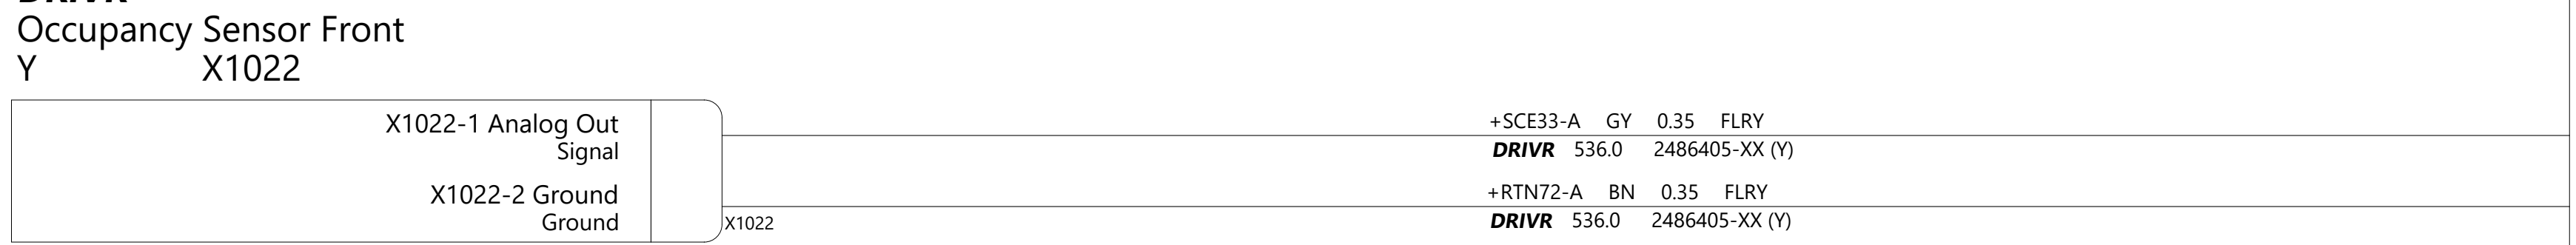 DRIVR
Occupancy Sensor Front
Y X1022
X1022-1 Analog Out
Signal
+SCE33-A GY 0.35 FLRY
DRIVR 536.0 2486405-XX (Y)
X1022-2 Ground
Ground
X1022
+RTN72-A BN 0.35 FLRY
DRIVR 536.0 2486405-XX (Y)